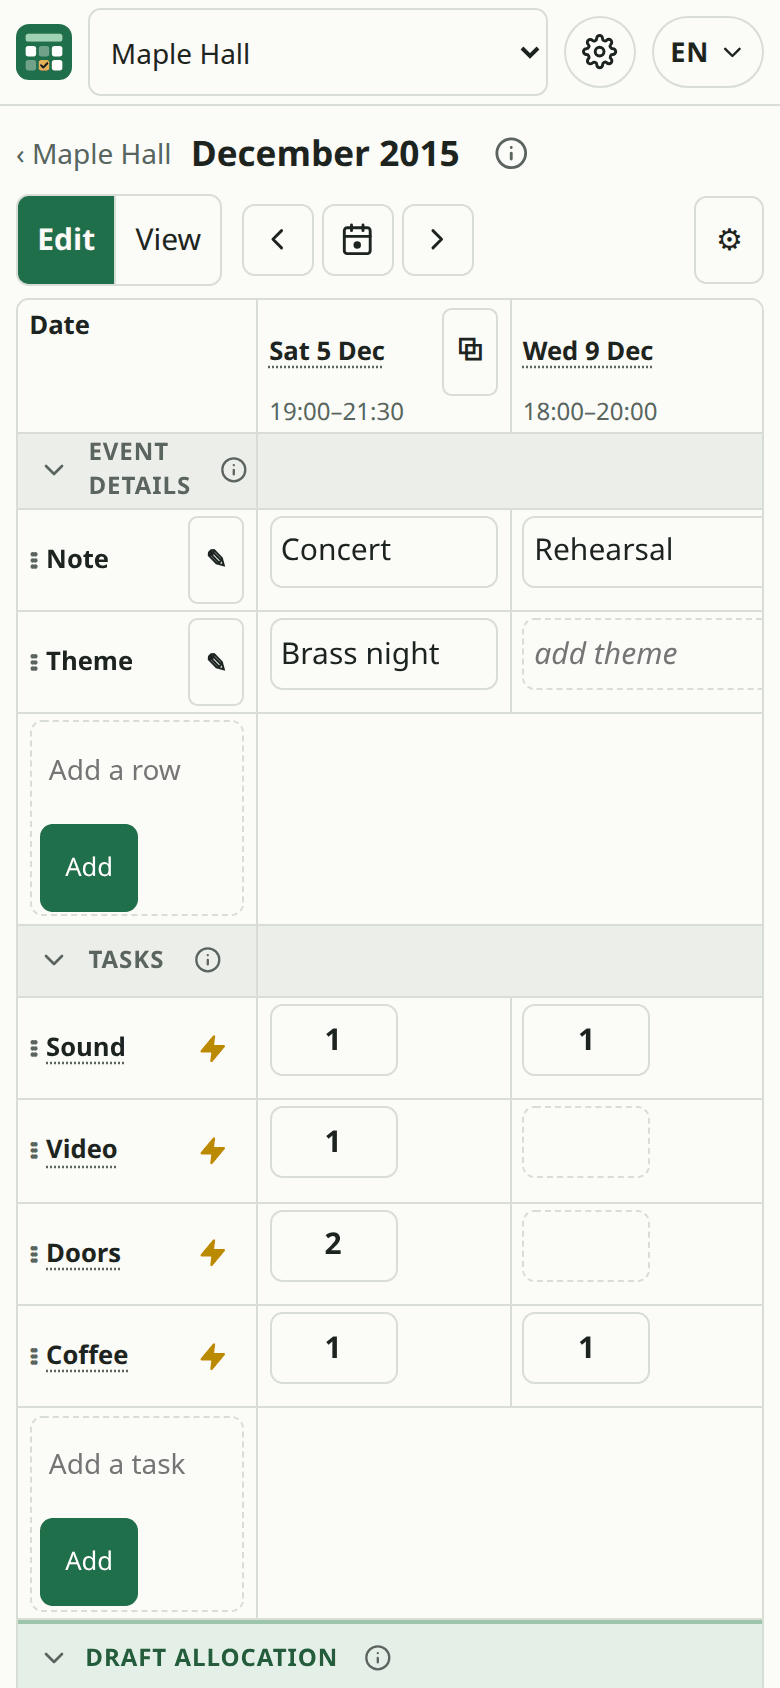 Maple Hall
EN
‹ Maple Hall December 2015
Edit View
Date Sat 5 Dec Wed 9 Dec
19:00–21:30 18:00–20:00
EVENT
DETAILS
Note Concert Rehearsal
Theme Brass night add theme
Add a row
Add
TASKS
Sound 1 1
Video 1
Doors 2
Coffee 1 1
Add a task
Add
DRAFT ALLOCATION